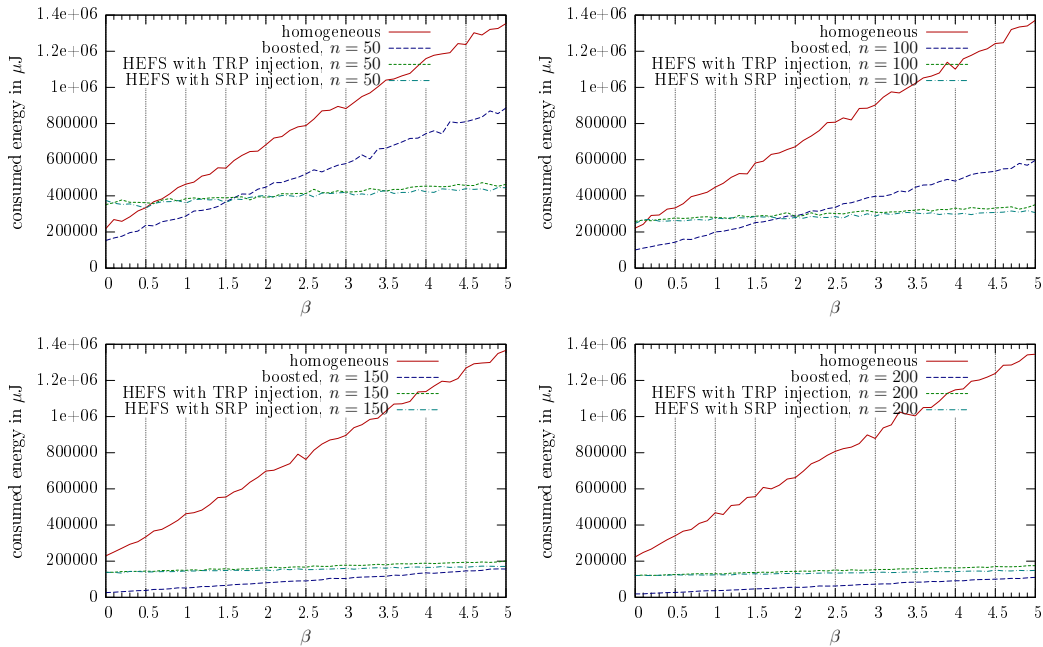 consumed energy in μJ
1.4e+06
1.2e+06
1e+06
800000
600000
400000
200000
0
homogeneous
boosted, n = 50
HEFS with TRP injection, n = 50
HEFS with SRP injection, n = 50
0 0.5 1 1.5 2 2.5 3 3.5 4 4.5 5
β
consumed energy in μJ
1.4e+06
1.2e+06
1e+06
800000
600000
400000
200000
0
homogeneous
boosted, n = 100
HEFS with TRP injection, n = 100
HEFS with SRP injection, n = 100
0 0.5 1 1.5 2 2.5 3 3.5 4 4.5 5
β
consumed energy in μJ
1.4e+06
1.2e+06
1e+06
800000
600000
400000
200000
0
homogeneous
boosted, n = 150
HEFS with TRP injection, n = 150
HEFS with SRP injection, n = 150
0 0.5 1 1.5 2 2.5 3 3.5 4 4.5 5
β
consumed energy in μJ
1.4e+06
1.2e+06
1e+06
800000
600000
400000
200000
0
homogeneous
boosted, n = 200
HEFS with TRP injection, n = 200
HEFS with SRP injection, n = 200
0 0.5 1 1.5 2 2.5 3 3.5 4 4.5 5
β